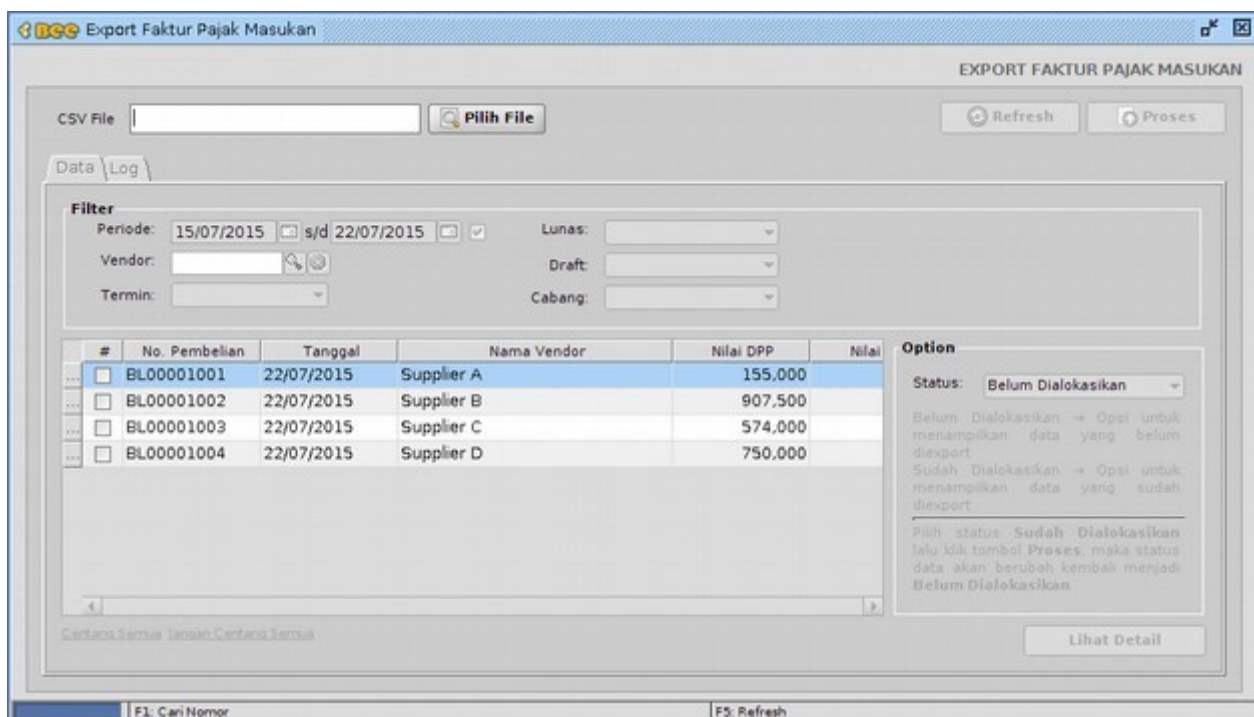 Bee Export Faktur Pajak Masukan
EXPORT FAKTUR PAJAK MASUKAN
CSV File Pilih File Refresh Proses
Data Log
Filter
Periode: 15/07/2015 s/d 22/07/2015 Lunas:
Vendor: Draft:
Termin: Cabang:
# No. Pembelian Tanggal Nama Vendor Nilai DPP Nilai
... BL00001001 22/07/2015 Supplier A 155,000
... BL00001002 22/07/2015 Supplier B 907,500
... BL00001003 22/07/2015 Supplier C 574,000
... BL00001004 22/07/2015 Supplier D 750,000
Option
Status: Belum Dialokasikan
Belum Dialokasikan → Opsi untuk
menampilkan data yang belum
diexport
Sudah Dialokasikan → Opsi untuk
menampilkan data yang sudah
diexport
Pilih status Sudah Dialokasikan
lalu klik tombol Proses, maka status
data akan berubah kembali menjadi
Belum Dialokasikan
Centang Semua Jangan Centang Semua
Lihat Detail
F1: Cari Nomor F5: Refresh